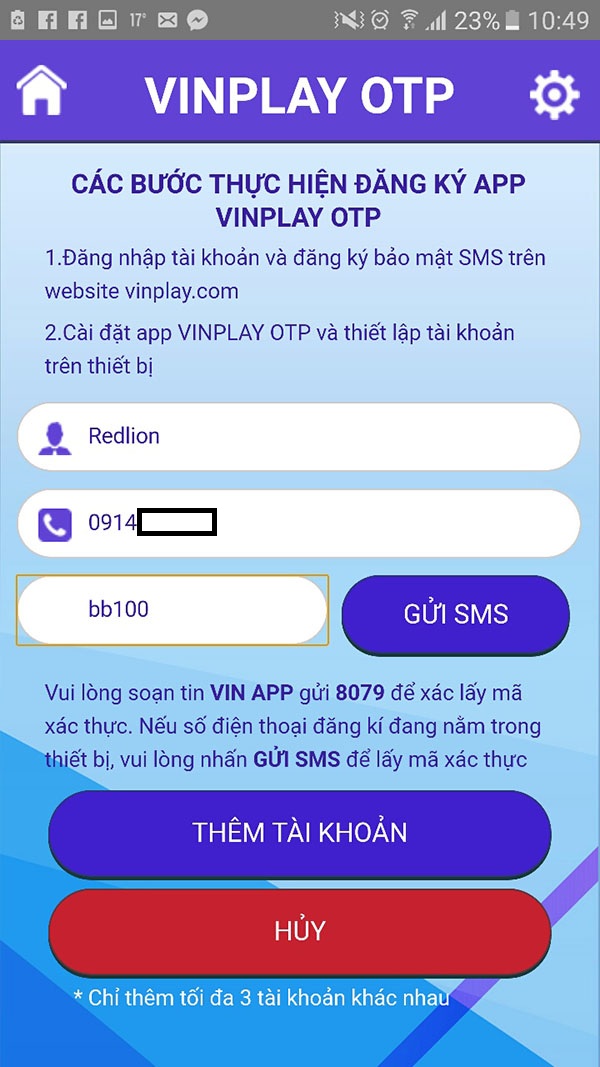 17°
23%
10:49
VINPLAY OTP
CÁC BƯỚC THỰC HIỆN ĐĂNG KÝ APP
VINPLAY OTP
1.Đăng nhập tài khoản và đăng ký bảo mật SMS trên
website vinplay.com
2.Cài đặt app VINPLAY OTP và thiết lập tài khoản
trên thiết bị
Redlion
0914
bb100
GỬI SMS
Vui lòng soạn tin VIN APP gửi 8079 để xác lấy mã
xác thực. Nếu số điện thoại đăng kí đang nằm trong
thiết bị, vui lòng nhấn GỬI SMS để lấy mã xác thực
THÊM TÀI KHOẢN
HỦY
* Chỉ thêm tối đa 3 tài khoản khác nhau